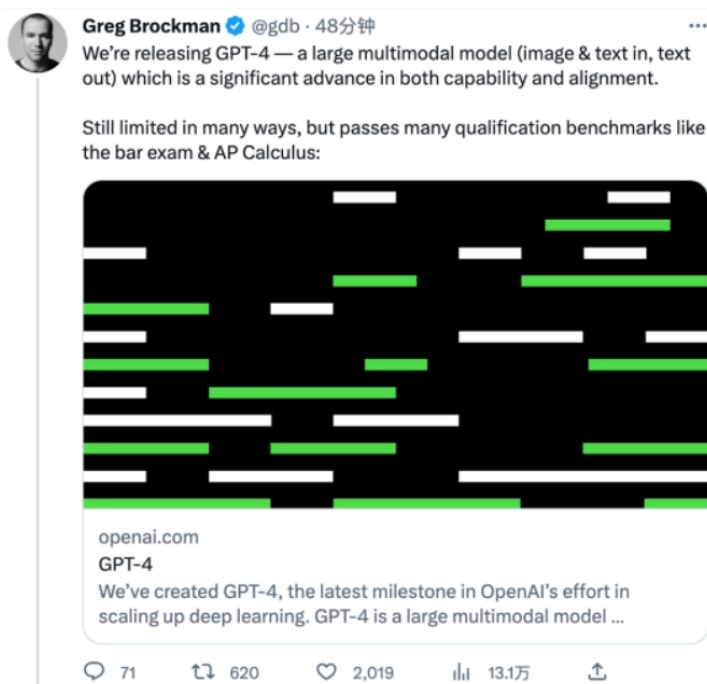 Greg Brockman @gdb · 48分钟
We’re releasing GPT-4 — a large multimodal model (image & text in, text
out) which is a significant advance in both capability and alignment.
Still limited in many ways, but passes many qualification benchmarks like
the bar exam & AP Calculus:
openai.com
GPT-4
We’ve created GPT-4, the latest milestone in OpenAI’s effort in
scaling up deep learning. GPT-4 is a large multimodal model ...
71 620 2,019 13.1万